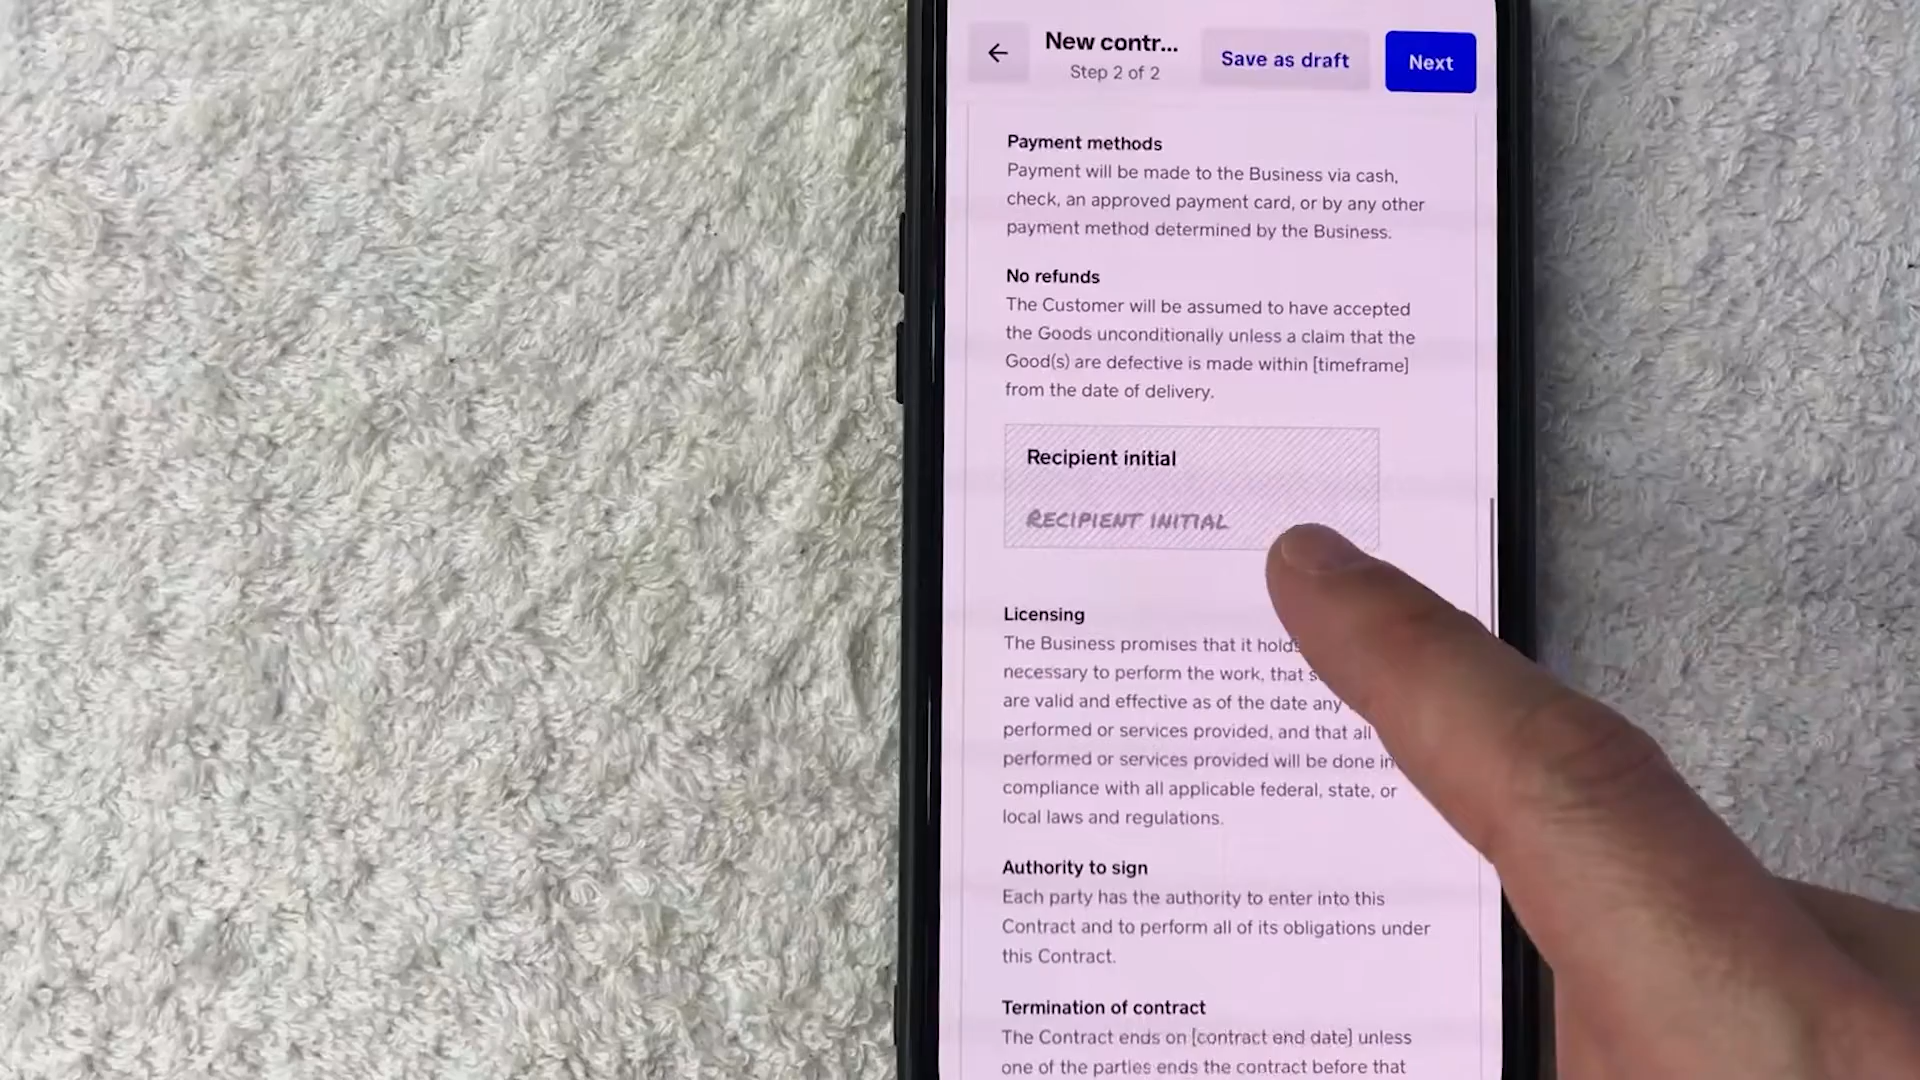 New contr...
Step 2 of 2
Save as draft
Next
Payment methods
Payment will be made to the Business via cash,
check, an approved payment card, or by any other
payment method determined by the Business.
No refunds
The Customer will be assumed to have accepted
the Goods unconditionally unless a claim that the
Good(s) are defective is made within [timeframe]
from the date of delivery.
Recipient initial
RECIPIENT INITIAL
Licensing
The Business promises that it holds
necessary to perform the work, that
are valid and effective as of the date any
performed or services provided, and that all
performed or services provided will be done in
compliance with all applicable federal, state, or
local laws and regulations.
Authority to sign
Each party has the authority to enter into this
Contract and to perform all of its obligations under
this Contract.
Termination of contract
The Contract ends on [contract end date] unless
one of the parties ends the contract before that